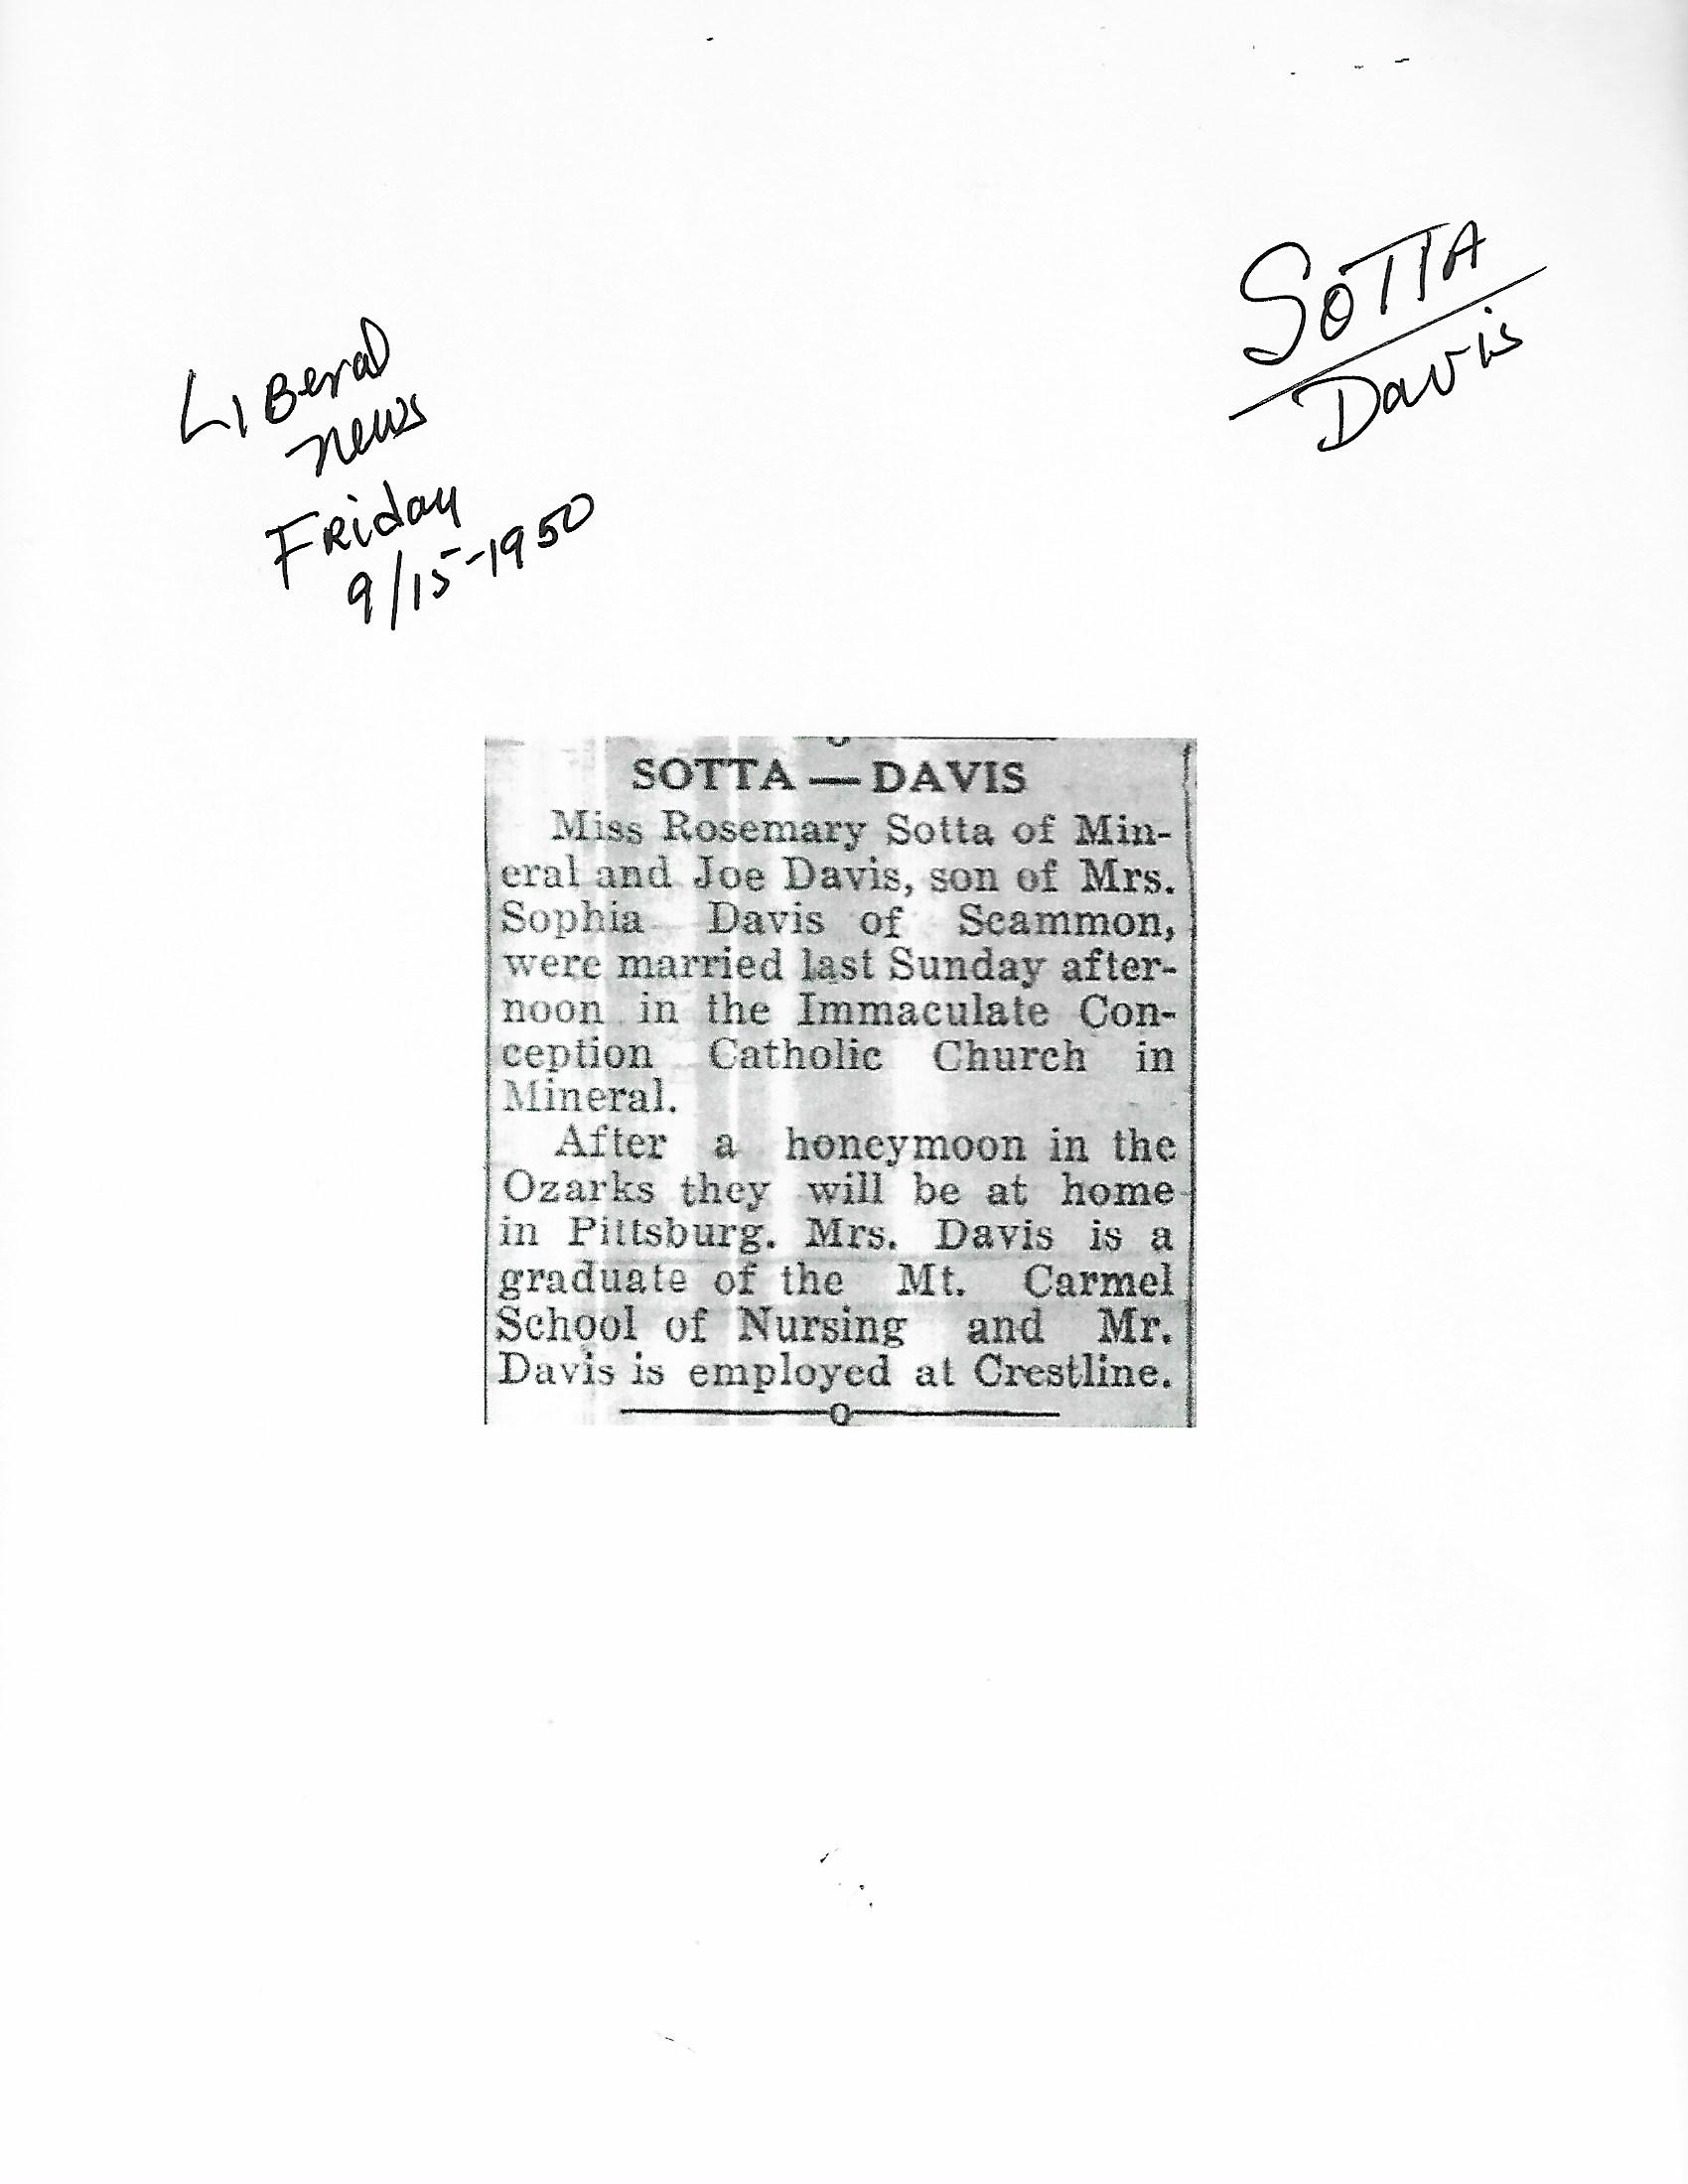 SOTTA
Davis
LIBeral
news
Friday
9/15-1950
SOTTA — DAVIS
Miss Rosemary Sotta of Min-
eral and Joe Davis, son of Mrs.
Sophia Davis of Scammon,
were married last Sunday after-
noon in the Immaculate Con-
ception Catholic Church in
Mineral.
After a honeymoon in the
Ozarks they will be at home
in Pittsburg. Mrs. Davis is a
graduate of the Mt. Carmel
School of Nursing and Mr.
Davis is employed at Crestline.